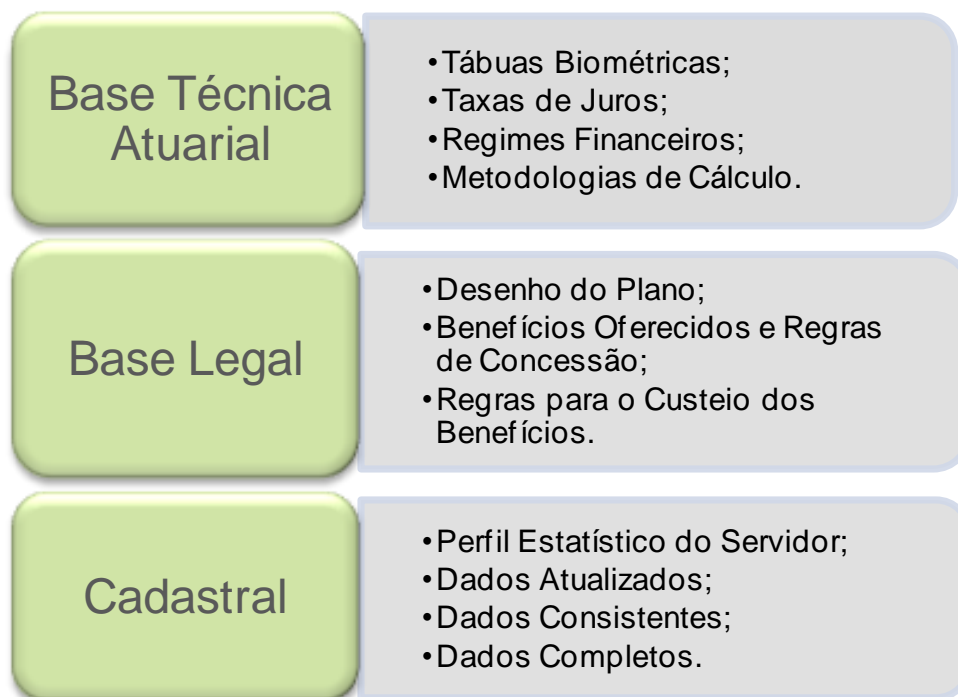 Base Técnica
Atuarial
•Tábuas Biométricas;
•Taxas de Juros;
•Regimes Financeiros;
•Metodologias de Cálculo.
Base Legal
•Desenho do Plano;
•Benefícios Oferecidos e Regras
de Concessão;
•Regras para o Custeio dos
Benefícios.
Cadastral
•Perfil Estatístico do Servidor;
•Dados Atualizados;
•Dados Consistentes;
•Dados Completos.